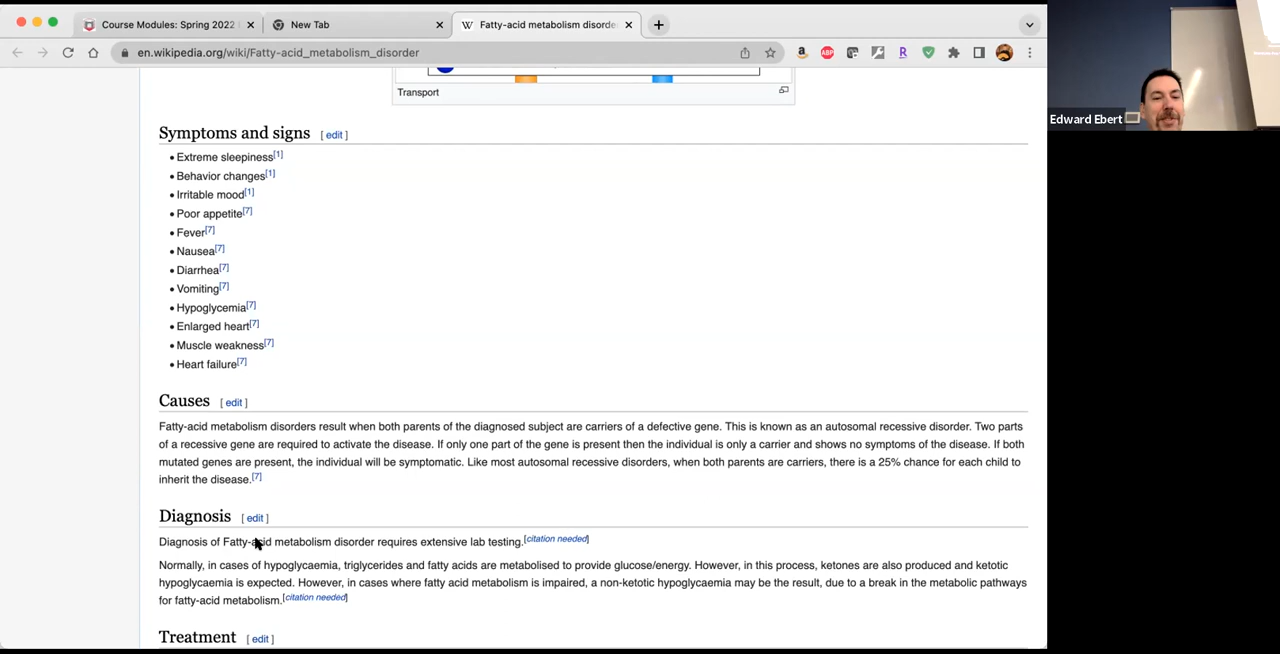 Course Modules: Spring 2022
New Tab
Fatty-acid metabolism disorde
en.wikipedia.org/wiki/Fatty-acid_metabolism_disorder
Transport
Edward Ebert
Symptoms and signs [ edit ]
• Extreme sleepiness[1]
• Behavior changes[1]
• Irritable mood[1]
• Poor appetite[7]
• Fever[7]
• Nausea[7]
• Diarrhea[7]
• Vomiting[7]
• Hypoglycemia[7]
• Enlarged heart[7]
• Muscle weakness[7]
• Heart failure[7]
Causes [ edit ]
Fatty-acid metabolism disorders result when both parents of the diagnosed subject are carriers of a defective gene. This is known as an autosomal recessive disorder. Two parts
of a recessive gene are required to activate the disease. If only one part of the gene is present then the individual is only a carrier and shows no symptoms of the disease. If both
mutated genes are present, the individual will be symptomatic. Like most autosomal recessive disorders, when both parents are carriers, there is a 25% chance for each child to
inherit the disease.[7]
Diagnosis [ edit ]
Diagnosis of Fatty-acid metabolism disorder requires extensive lab testing.[citation needed]
Normally, in cases of hypoglycaemia, triglycerides and fatty acids are metabolised to provide glucose/energy. However, in this process, ketones are also produced and ketotic
hypoglycaemia is expected. However, in cases where fatty acid metabolism is impaired, a non-ketotic hypoglycaemia may be the result, due to a break in the metabolic pathways
for fatty-acid metabolism.[citation needed]
Treatment [ edit ]